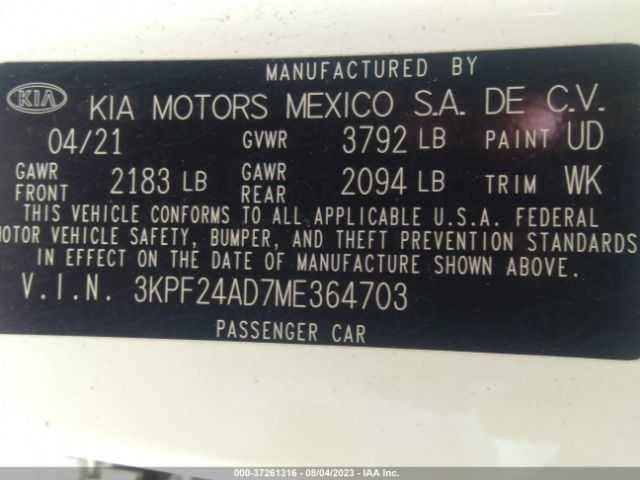 MANUFACTURED BY
KIA KIA MOTORS MEXICO S.A. DE C.V.
04/21 GVWR 3792 LB PAINT UD
GAWR FRONT 2183 LB GAWR REAR 2094 LB TRIM WK
THIS VEHICLE CONFORMS TO ALL APPLICABLE U.S.A. FEDERAL
MOTOR VEHICLE SAFETY, BUMPER, AND THEFT PREVENTION STANDARDS
IN EFFECT ON THE DATE OF MANUFACTURE SHOWN ABOVE.
V.I.N. 3KPF24AD7ME364703
PASSENGER CAR
000-37261316 - 08/04/2023 - IAA Inc.